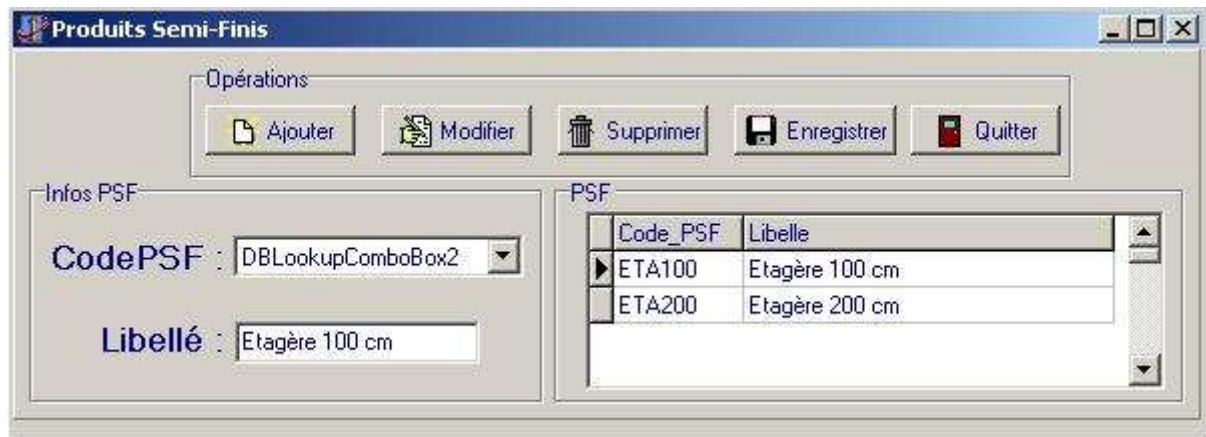 Produits Semi-Finis
Opérations
Ajouter Modifier Supprimer Enregistrer Quitter
Infos PSF
CodePSF : DBLookupComboBox2
Libellé : Etagère 100 cm
PSF
Code_PSF Libelle
ETA100 Etagère 100 cm
ETA200 Etagère 200 cm